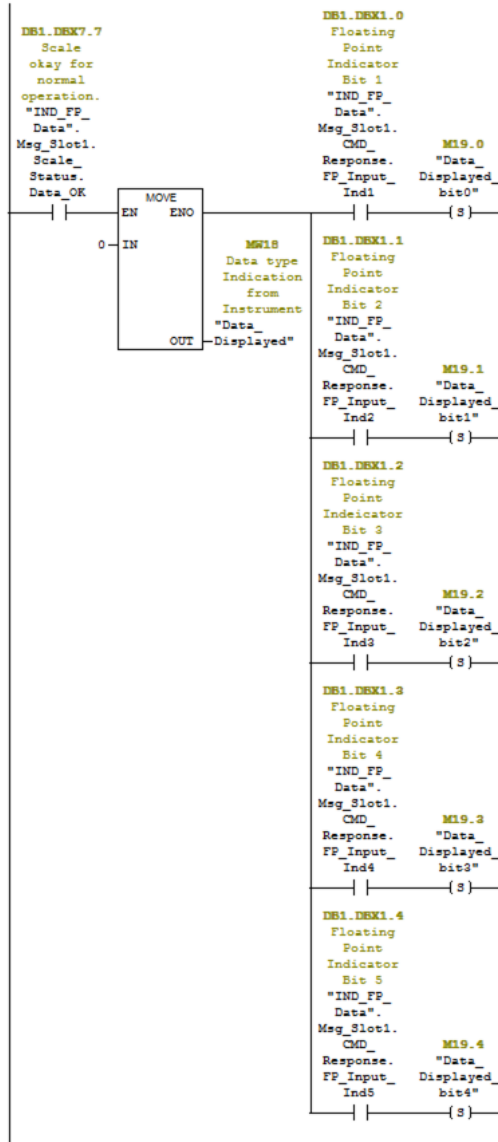 DB1.DBX7.7
Scale
okay for
normal
operation.
"IND_FP_
Data".
Msg_Slot1.
Scale_
Status.
Data_OK
MOVE
EN ENO
0 IN
OUT
MW18
Data type
Indication
from
Instrument
"Data_
Displayed"
DB1.DBX1.0
Floating
Point
Indicator
Bit 1
"IND_FP_
Data".
Msg_Slot1.
CMD_
Response.
FP_Input_
Ind1
M19.0
"Data_
Displayed_
bit0"
S
DB1.DBX1.1
Floating
Point
Indicator
Bit 2
"IND_FP_
Data".
Msg_Slot1.
CMD_
Response.
FP_Input_
Ind2
M19.1
"Data_
Displayed_
bit1"
S
DB1.DBX1.2
Floating
Point
Indeicator
Bit 3
"IND_FP_
Data".
Msg_Slot1.
CMD_
Response.
FP_Input_
Ind3
M19.2
"Data_
Displayed_
bit2"
S
DB1.DBX1.3
Floating
Point
Indicator
Bit 4
"IND_FP_
Data".
Msg_Slot1.
CMD_
Response.
FP_Input_
Ind4
M19.3
"Data_
Displayed_
bit3"
S
DB1.DBX1.4
Floating
Point
Indicator
Bit 5
"IND_FP_
Data".
Msg_Slot1.
CMD_
Response.
FP_Input_
Ind5
M19.4
"Data_
Displayed_
bit4"
S